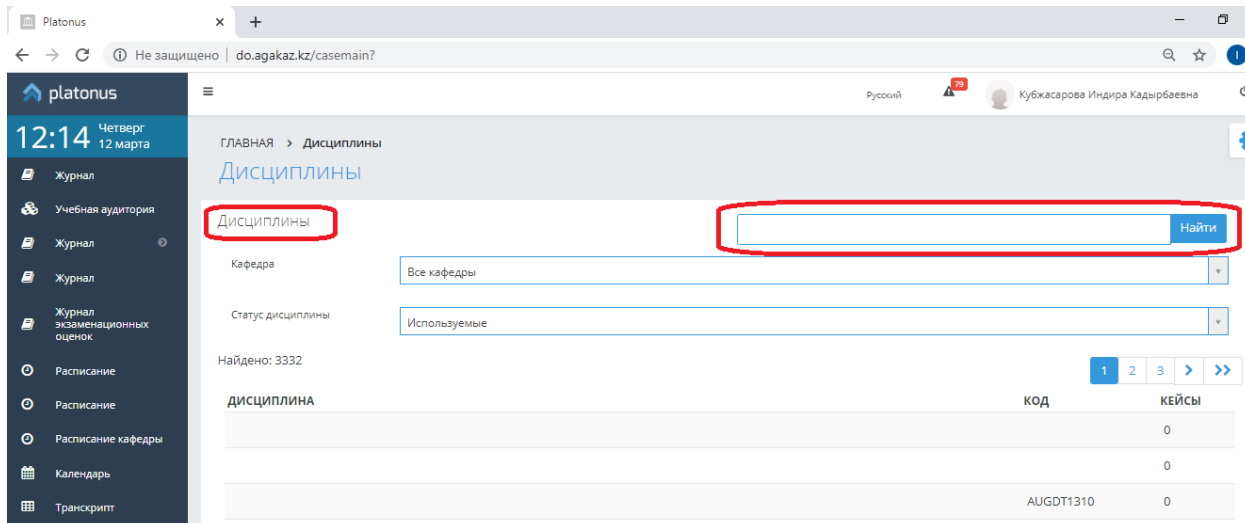 Platonus
Не защищено | do.agakaz.kz/casemain?
platonus
Русский
79
Кубжасарова Индира Кадырбаевна
12:14 Четверг
12 марта
ГЛАВНАЯ > Дисциплины
Дисциплины
Журнал
Учебная аудитория
Журнал
Журнал
Журнал
экзаменационных
оценок
Расписание
Расписание
Расписание кафедры
Календарь
Транскрипт
Дисциплины
Найти
Кафедра
Все кафедры
Статус дисциплины
Используемые
Найдено: 3332
1 2 3 > >>
ДИСЦИПЛИНА КОД КЕЙСЫ
0
0
AUGDT1310 0